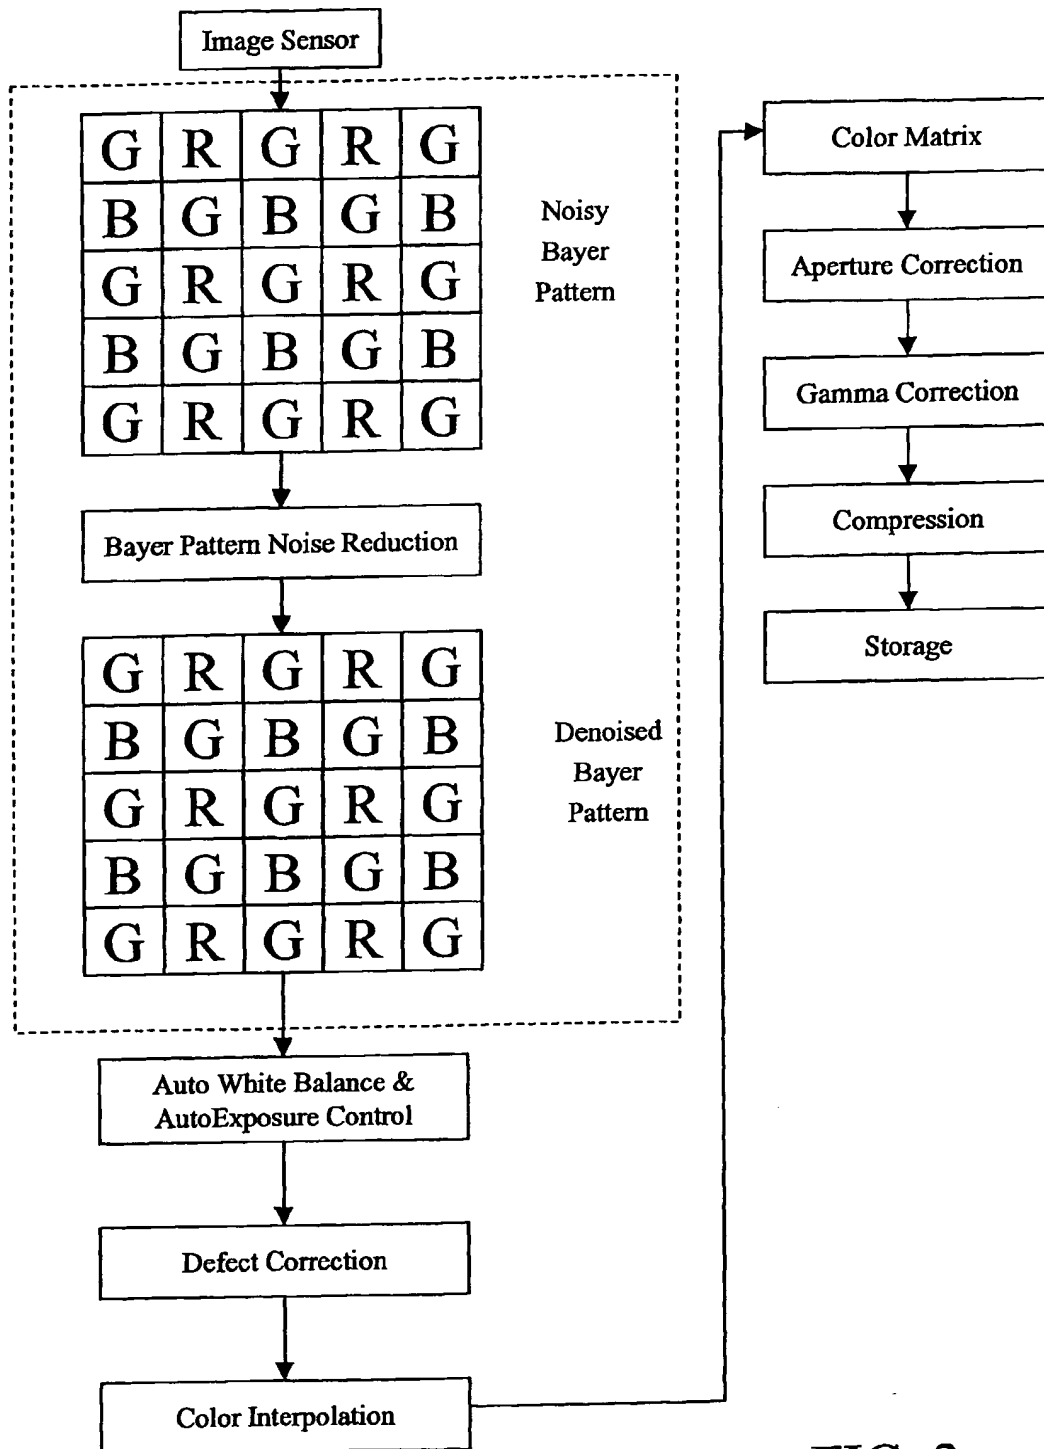 Image Sensor
G R G R G
B G B G B
G R G R G
B G B G B
G R G R G
Noisy
Bayer
Pattern
Bayer Pattern Noise Reduction
G R G R G
B G B G B
G R G R G
B G B G B
G R G R G
Denoised
Bayer
Pattern
Auto White Balance &
AutoExposure Control
Defect Correction
Color Interpolation
Color Matrix
Aperture Correction
Gamma Correction
Compression
Storage